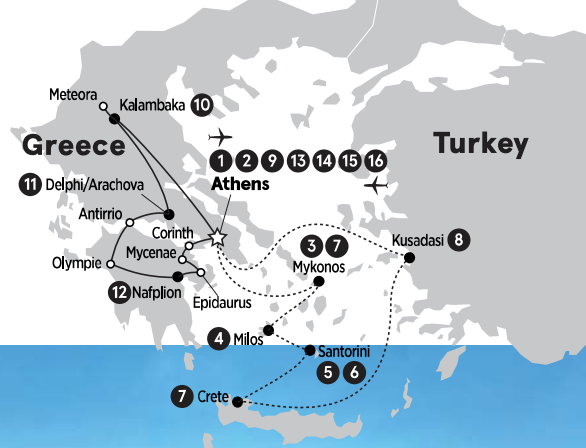 Meteora
Kalambaka 10
Greece
Turkey
1 2 9 13 14 15 16
Athens
11 Delphi/Arachova
Antirrio
Corinth
Mycenae
Olympie
12 Nafplion
Epidaurus
3 7
Mykonos
Kusadasi 8
4 Milos
Santorini
5 6
7 Crete